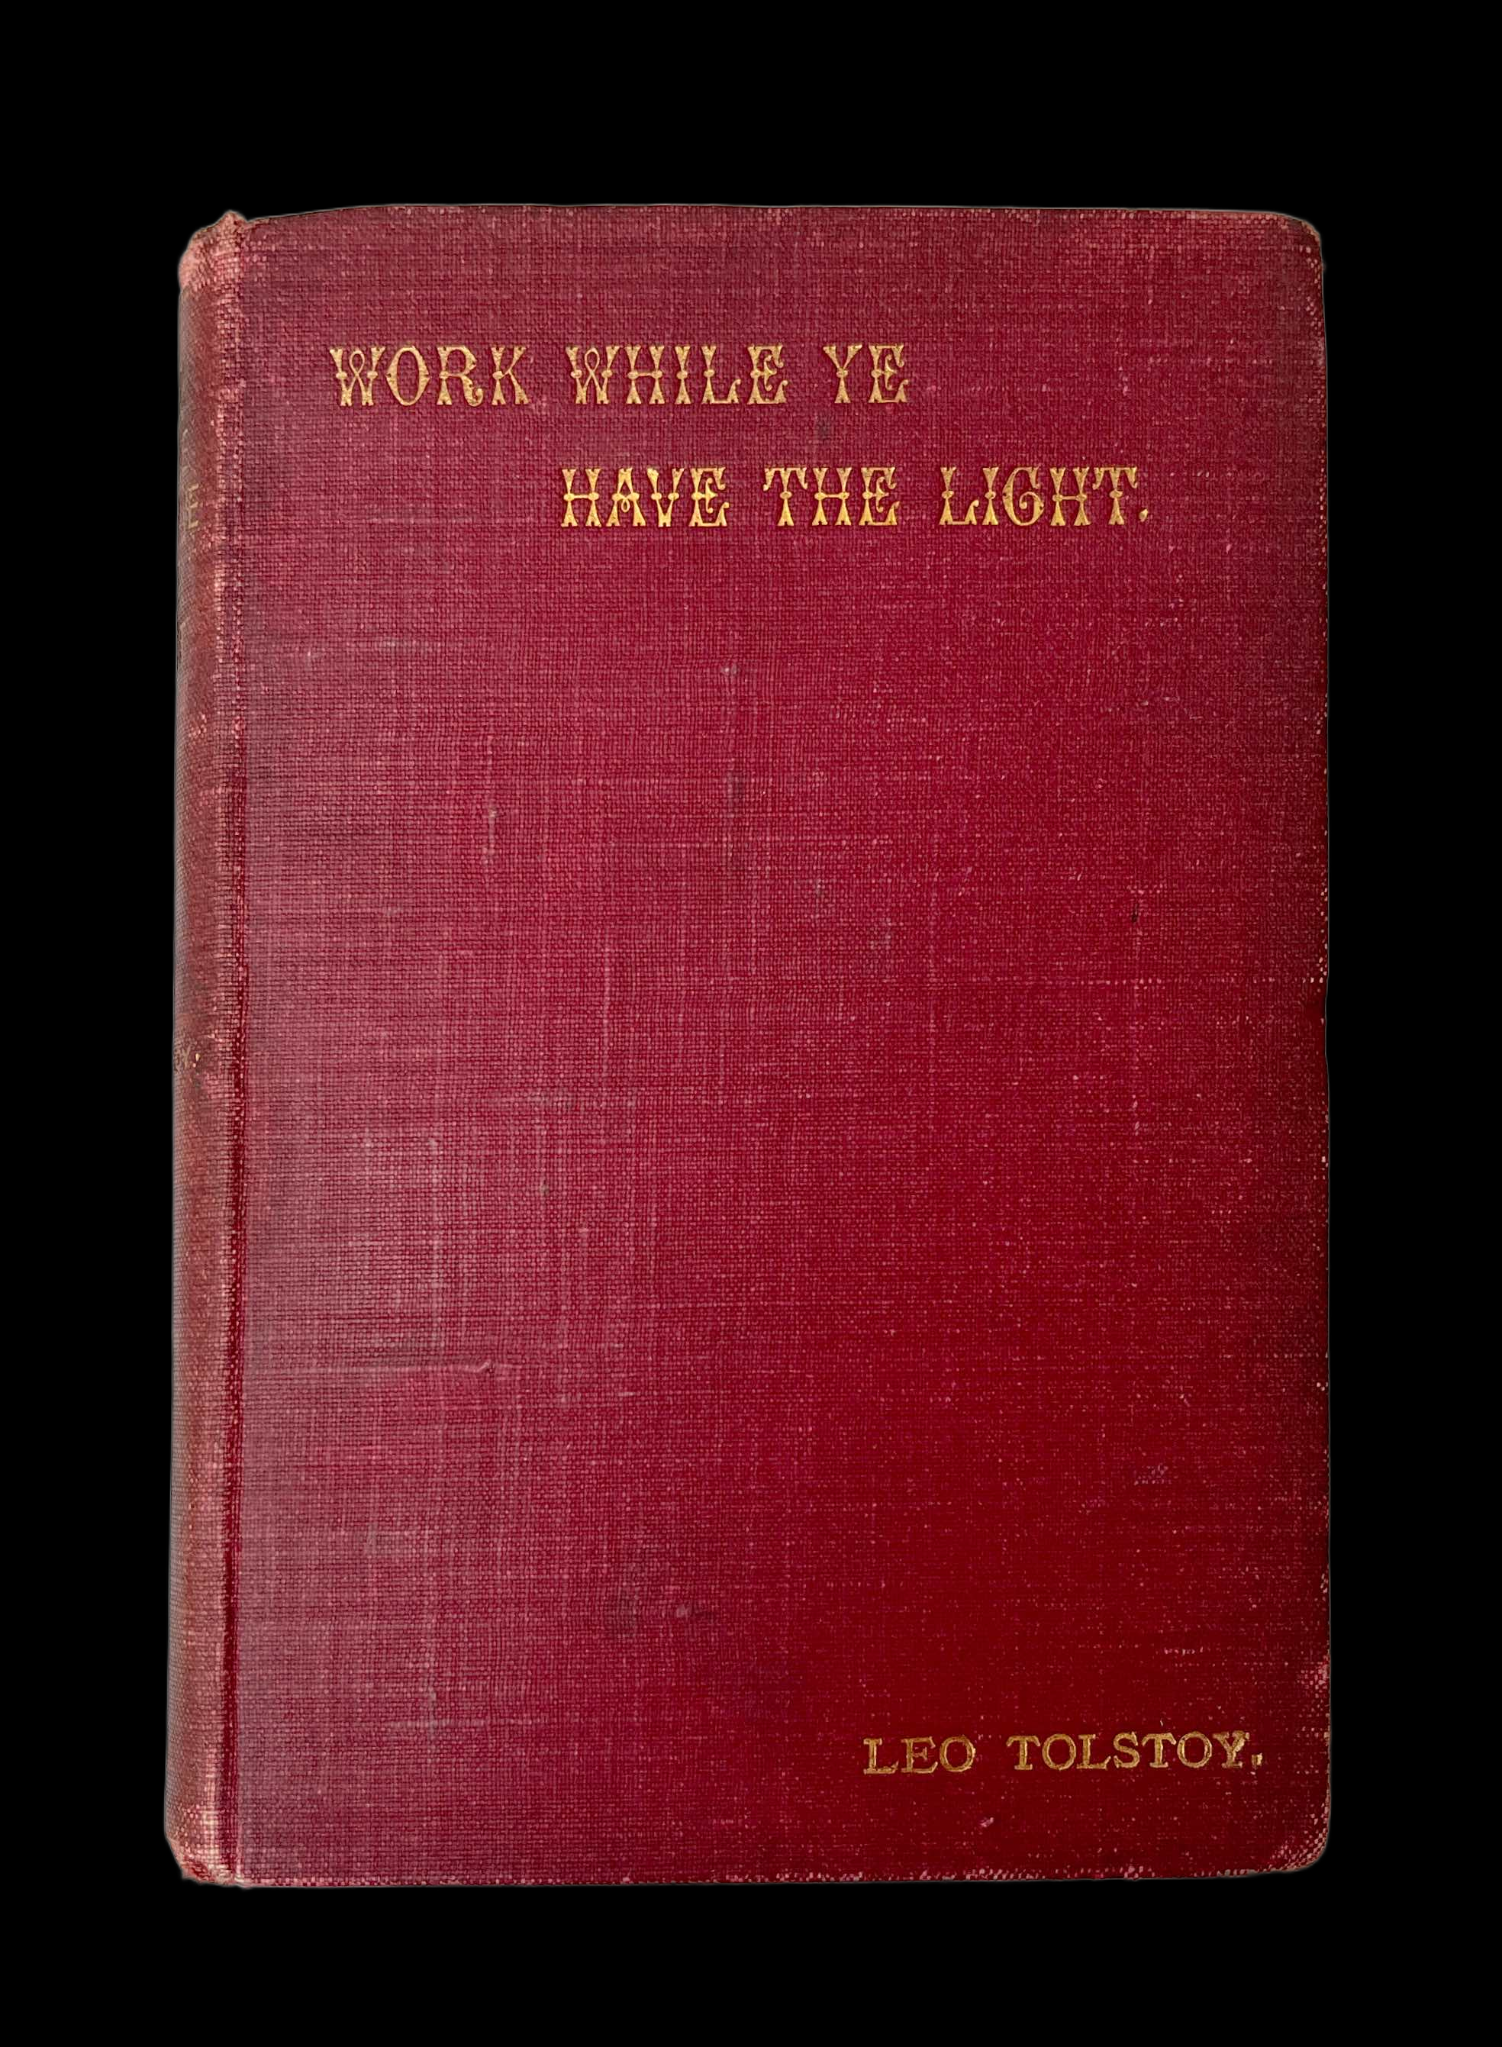 WORK WHILE YE
HAVE THE LIGHT.
LEO TOLSTOY.